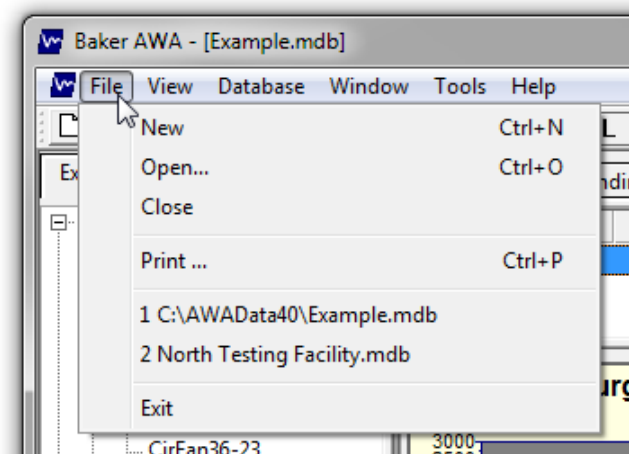 Baker AWA - [Example.mdb]
File View Database Window Tools Help
New Ctrl+N
Open... Ctrl+O
Close
Print ... Ctrl+P
1 C:\AWAData40\Example.mdb
2 North Testing Facility.mdb
Exit
CirFan36-23
3000